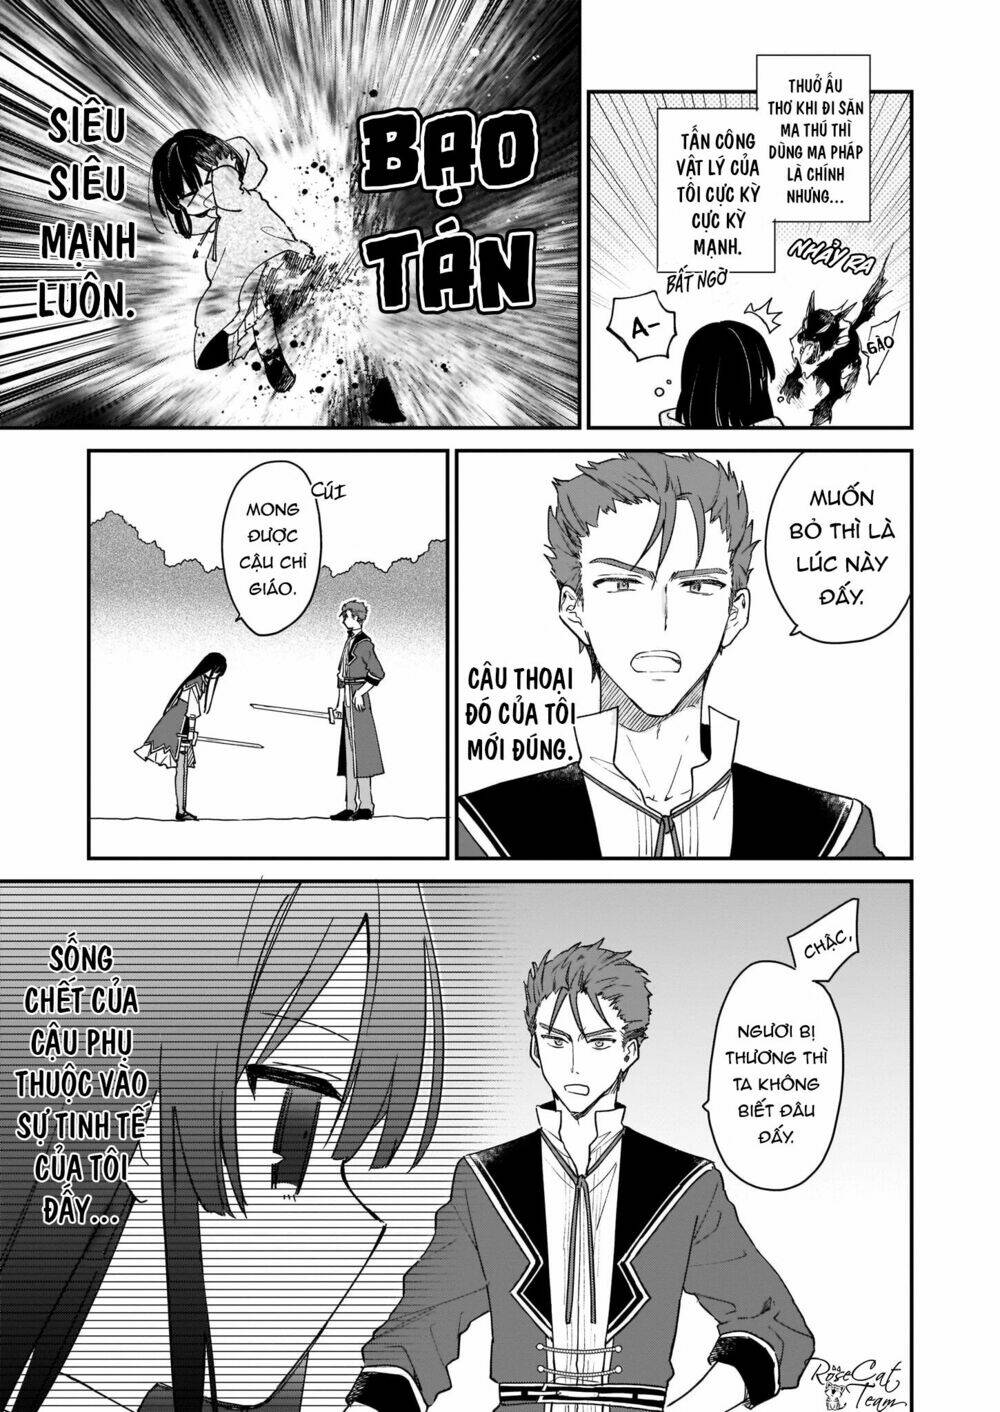 THUỞ ẤU
THƠ KHI ĐI SĂN
MA THÚ THÌ
DÙNG MA PHÁP
LÀ CHÍNH
NHƯNG...
TẤN CÔNG
VẬT LÝ CỦA
TÔI CỰC KỲ
CỰC KỲ
MẠNH.
NHẢY RA
BẤT NGỜ
A-
GÀO
BẠO
TÁN
SIÊU
SIÊU
MẠNH
LUÔN.
MUỐN
BỎ THÌ LÀ
LÚC NÀY
ĐẤY.
CÂU THOẠI
ĐÓ CỦA TÔI
MỚI ĐÚNG.
CÚI
MONG
ĐƯỢC
CẬU CHỈ
GIÁO.
CHẬC,
NGƯƠI BỊ
THƯƠNG THÌ
TA KHÔNG
BIẾT ĐÂU
ĐẤY.
SỐNG
CHẾT CỦA
CẬU PHỤ
THUỘC VÀO
SỰ TINH TẾ
CỦA TÔI
ĐẤY...
RoseCat
Team